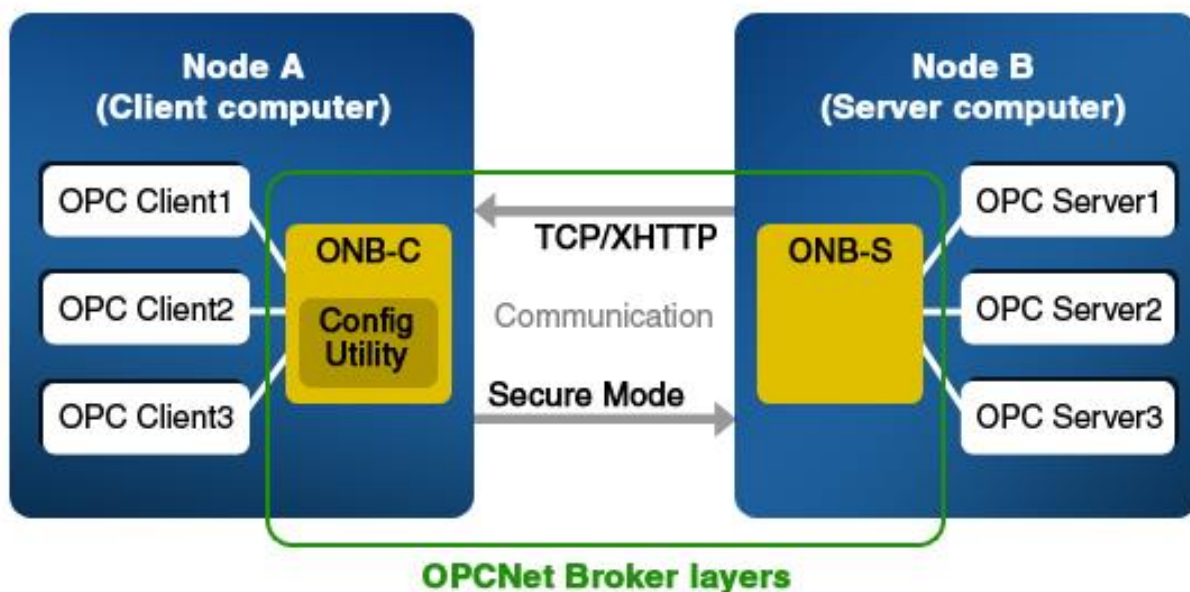 Node A
(Client computer)
OPC Client1
OPC Client2
OPC Client3
ONB-C
Config
Utility
TCP/XHTTP
Communication
Secure Mode
Node B
(Server computer)
ONB-S
OPC Server1
OPC Server2
OPC Server3
OPCNet Broker layers